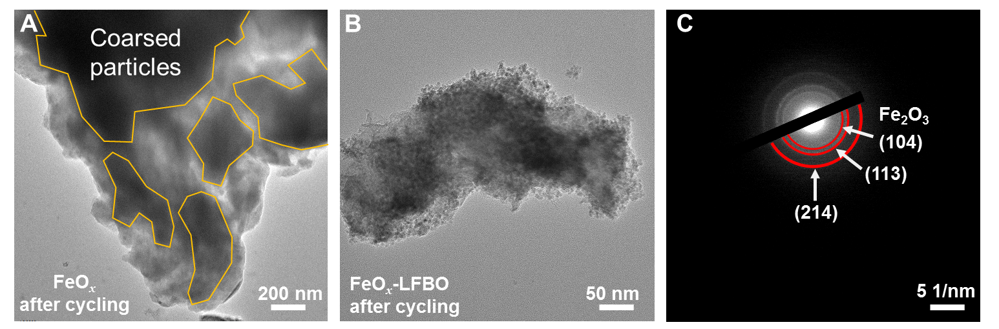 A
Coarsed
particles
FeOₓ
after cycling
200 nm
B
FeOₓ-LFBO
after cycling
50 nm
C
Fe₂O₃
(104)
(113)
(214)
5 1/nm